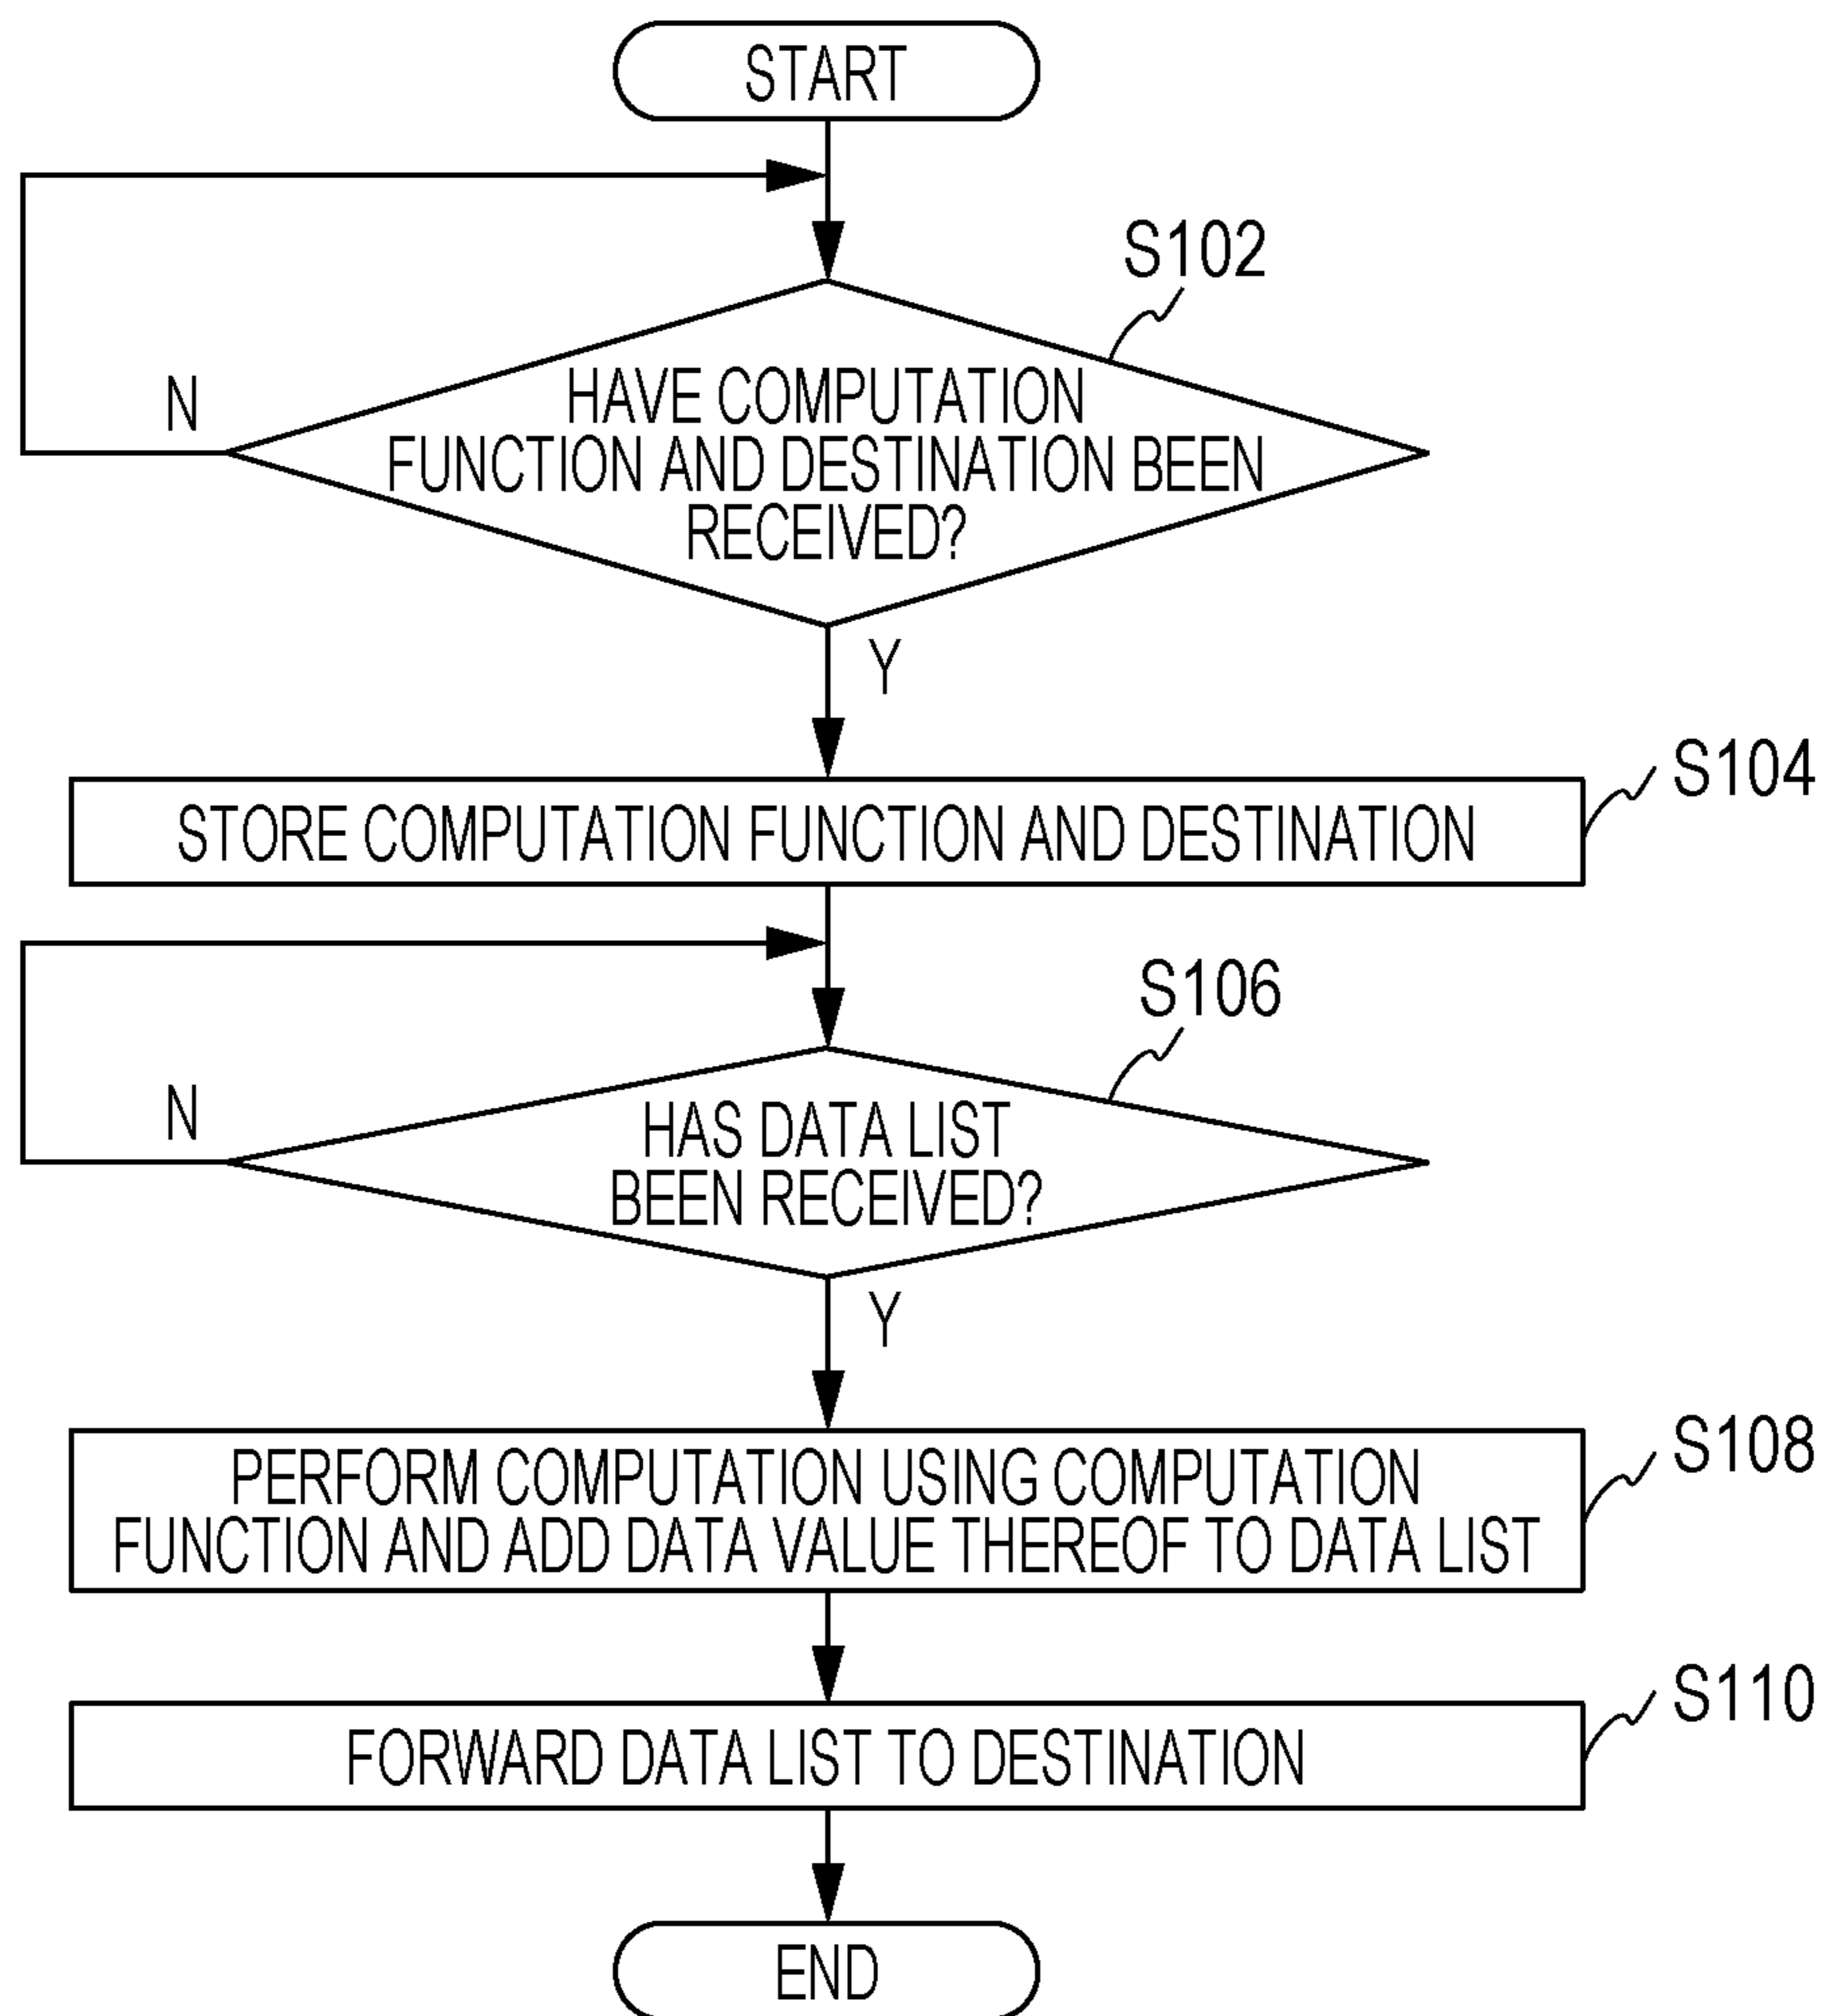 START
S102
HAVE COMPUTATION
FUNCTION AND DESTINATION BEEN
RECEIVED?
N
Y
S104
STORE COMPUTATION FUNCTION AND DESTINATION
S106
HAS DATA LIST
BEEN RECEIVED?
N
Y
S108
PERFORM COMPUTATION USING COMPUTATION
FUNCTION AND ADD DATA VALUE THEREOF TO DATA LIST
S110
FORWARD DATA LIST TO DESTINATION
END